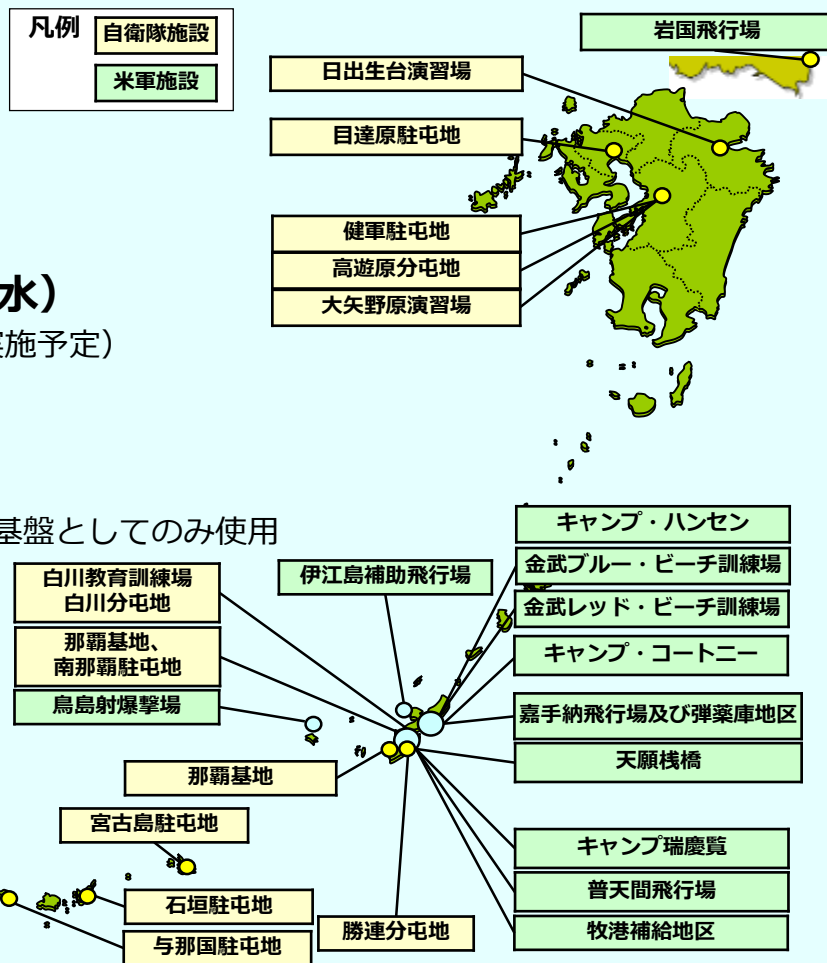 凡例
自衛隊施設
米軍施設
岩国飛行場
日出生台演習場
目達原駐屯地
健軍駐屯地
高遊原分屯地
大矢野原演習場
水)
施予定)
基盤としてのみ使用
キャンプ・ハンセン
金武ブルー・ビーチ訓練場
金武レッド・ビーチ訓練場
キャンプ・コートニー
嘉手納飛行場及び弾薬庫地区
天願桟橋
伊江島補助飛行場
白川教育訓練場
白川分屯地
那覇基地、
南那覇駐屯地
鳥島射爆撃場
那覇基地
宮古島駐屯地
石垣駐屯地
与那国駐屯地
勝連分屯地
キャンプ瑞慶覧
普天間飛行場
牧港補給地区